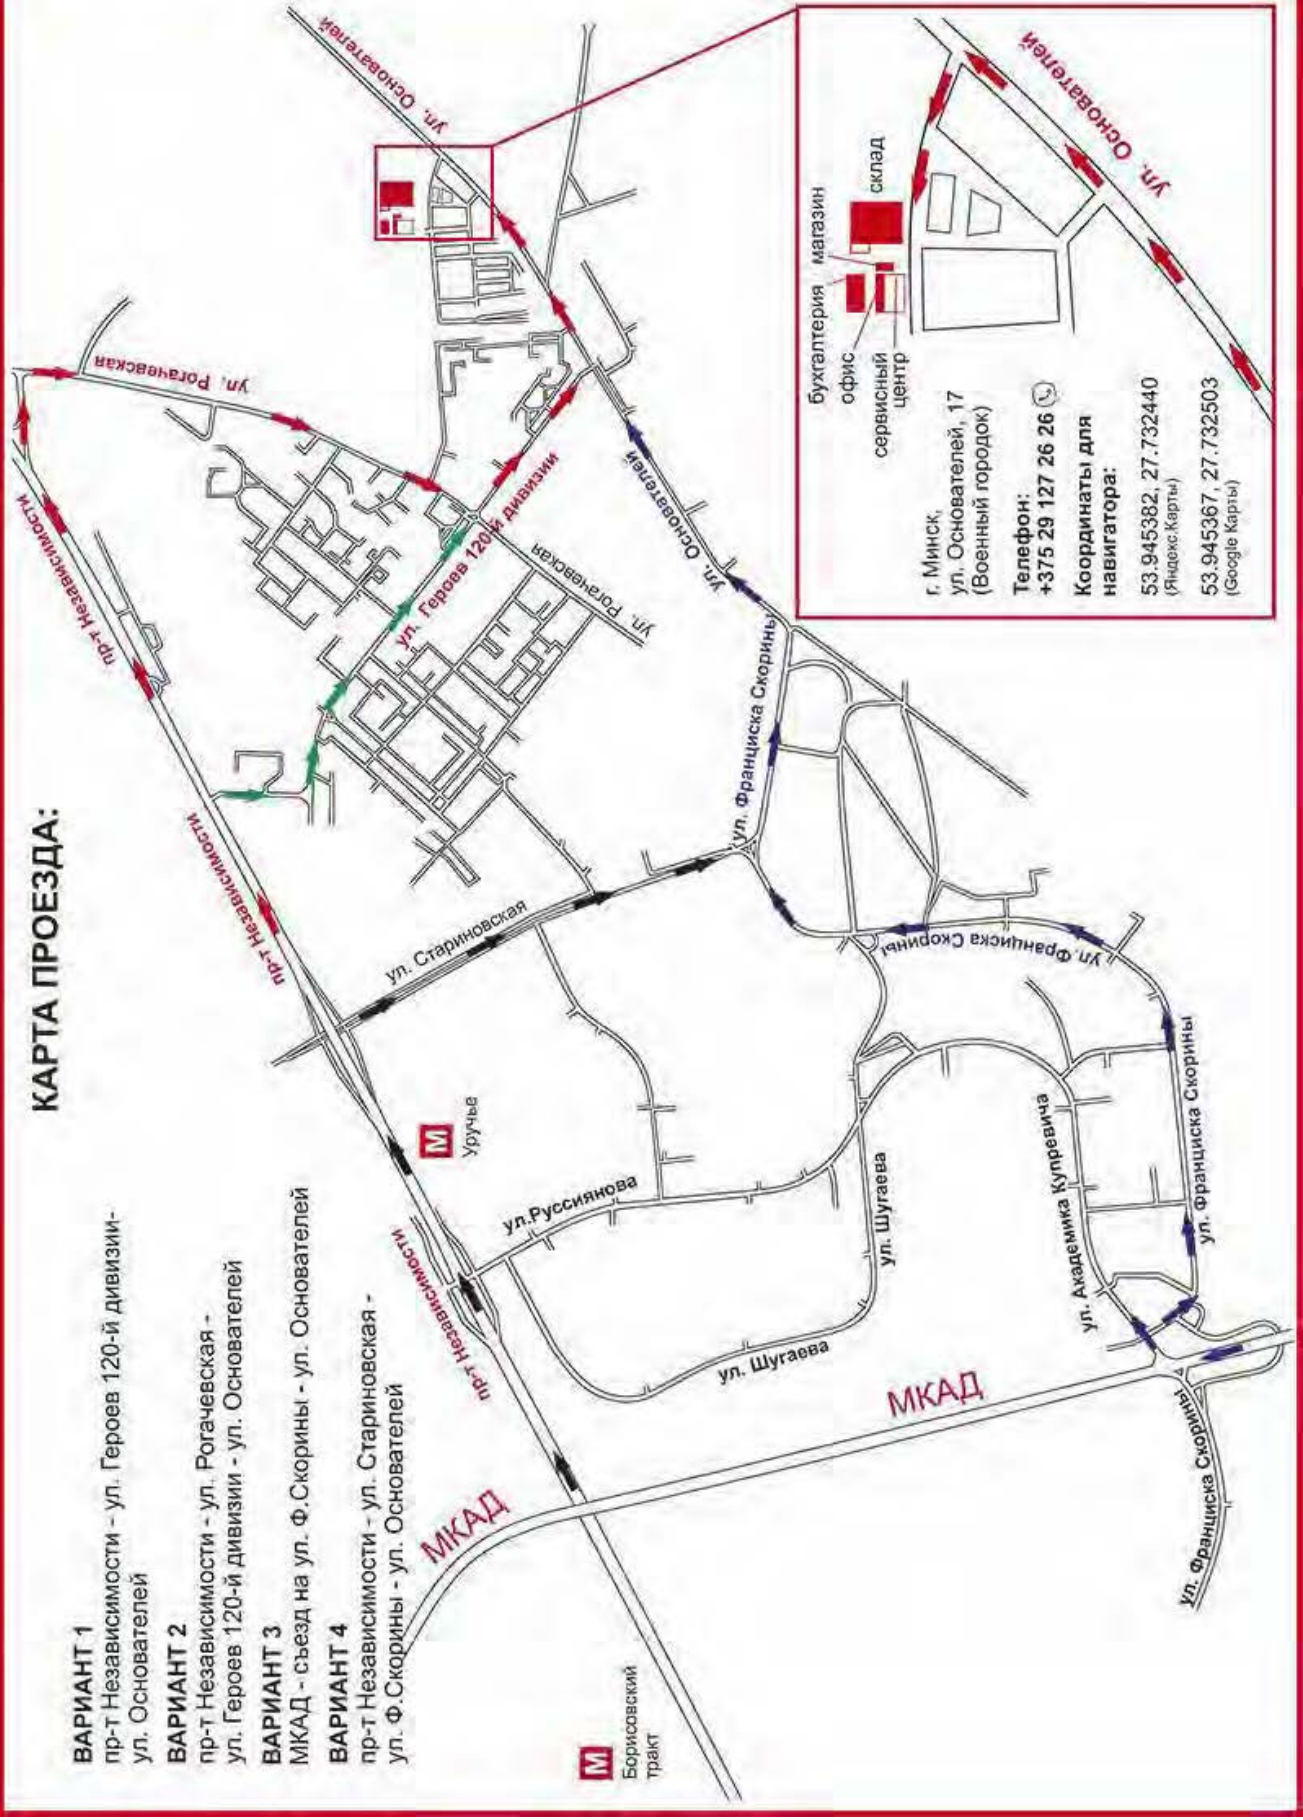 КАРТА ПРОЕЗДА:
ВАРИАНТ 1
пр-т Независимости - ул. Героев 120-й дивизии-
ул. Основателей
ВАРИАНТ 2
пр-т Независимости - ул. Рогачевская -
ул. Героев 120-й дивизии - ул. Основателей
ВАРИАНТ 3
МКАД - съезд на ул. Ф.Скорины - ул. Основателей
ВАРИАНТ 4
пр-т Независимости - ул. Стариновская -
ул. Ф.Скорины - ул. Основателей
М
Борисовский
тракт
МКАД
пр-т Независимости
М
Уручье
пр-т Независимости
пр-т Независимости
пр-т Независимости
ул. Рогачевская
ул. Основателей
ул. Героев 120-й дивизии
ул. Рогачевская
ул. Стариновская
ул.Руссиянова
ул. Шугаева
ул. Шугаева
МКАД
ул. Академика Купревича
ул. Франциска Скорины
ул. Франциска Скорины
ул. Франциска Скорины
ул. Франциска Скорины
ул. Основателей
бухгалтерия
магазин
офис
склад
сервисный
центр
ул. Основателей
г. Минск,
ул. Основателей, 17
(Военный городок)
Телефон:
+375 29 127 26 26
Координаты для
навигатора:
53.945382, 27.732440
(Яндекс.Карты)
53.945367, 27.732503
(Google Карты)